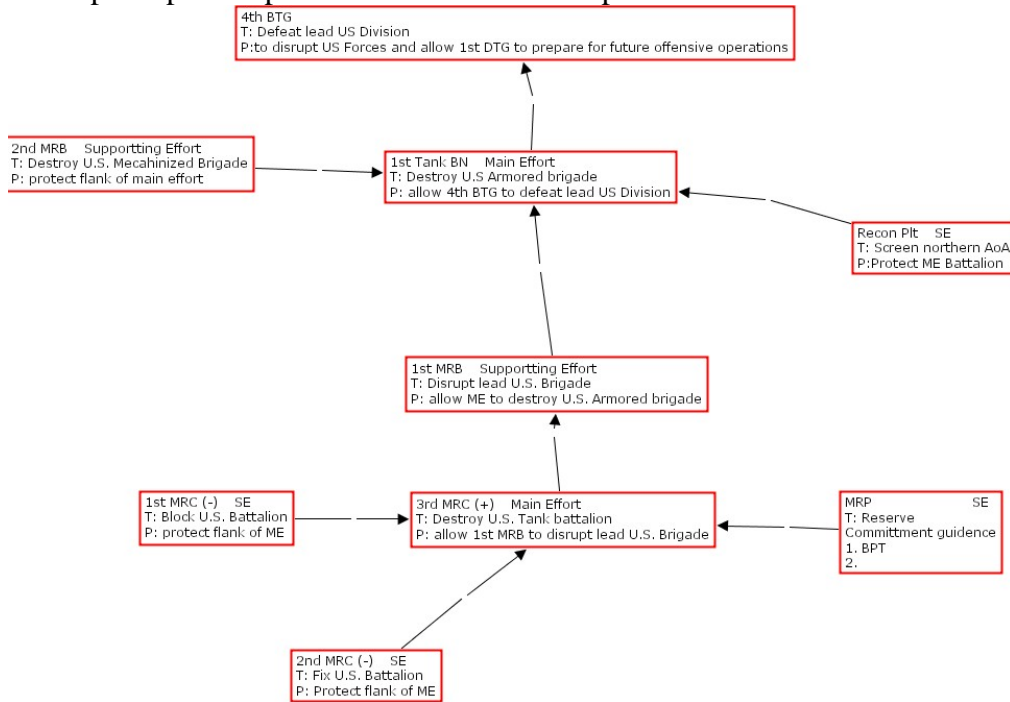 4th BTG
T: Defeat lead US Division
P:to disrupt US Forces and allow 1st DTG to prepare for future offensive operations
2nd MRB Supportting Effort
T: Destroy U.S. Mecahinized Brigade
P: protect flank of main effort
1st Tank BN Main Effort
T: Destroy U.S Armored brigade
P: allow 4th BTG to defeat lead US Division
Recon Plt SE
T: Screen northern AoA
P:Protect ME Battalion
1st MRB Supportting Effort
T: Disrupt lead U.S. Brigade
P: allow ME to destroy U.S. Armored brigade
1st MRC (-) SE
T: Block U.S. Battalion
P: protect flank of ME
3rd MRC (+) Main Effort
T: Destroy U.S. Tank battalion
P: allow 1st MRB to disrupt lead U.S. Brigade
MRP SE
T: Reserve
Committment guidence
1. BPT
2.
2nd MRC (-) SE
T: Fix U.S. Battalion
P: Protect flank of ME